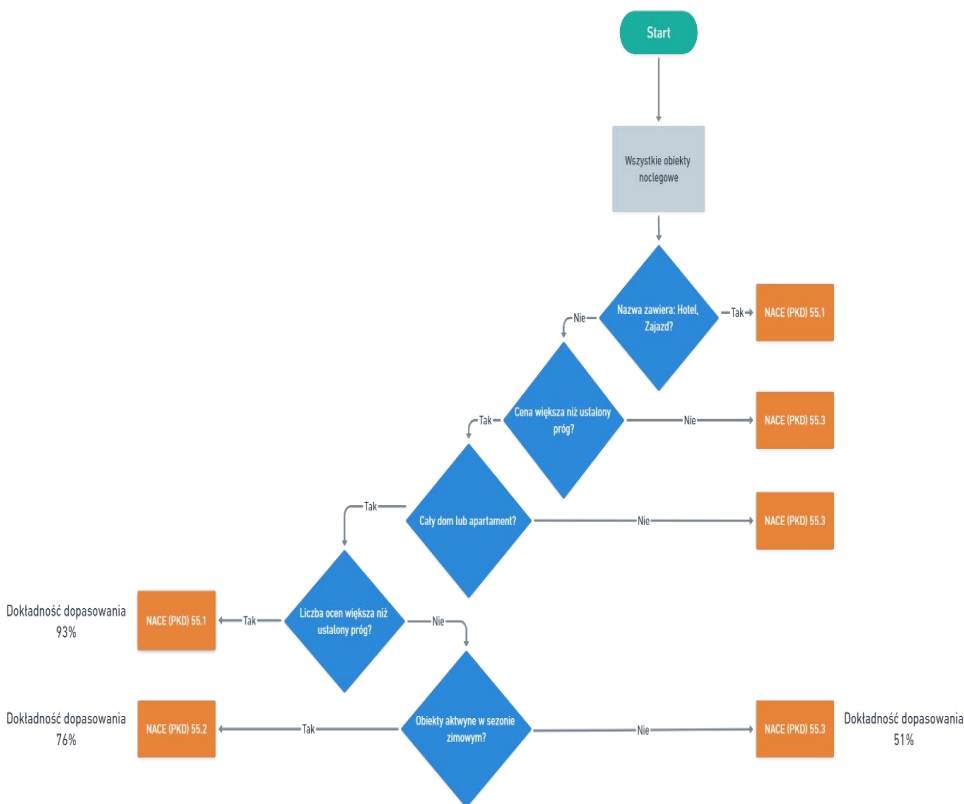 Start
Wszystkie obiekty
noclegowe
Nazwa zawiera: Hotel,
Zajazd?
Tak
NACE (PKD) 55.1
Nie
Cena większa niż ustalony
próg?
Nie
NACE (PKD) 55.3
Tak
Cały dom lub apartament?
Nie
NACE (PKD) 55.3
Tak
Liczba ocen większa niż
ustalony próg?
Tak
NACE (PKD) 55.1
Dokładność dopasowania
93%
Nie
Obiekty aktwyne w sezonie
zimowym?
Tak
NACE (PKD) 55.2
Dokładność dopasowania
76%
Nie
NACE (PKD) 55.3
Dokładność dopasowania
51%